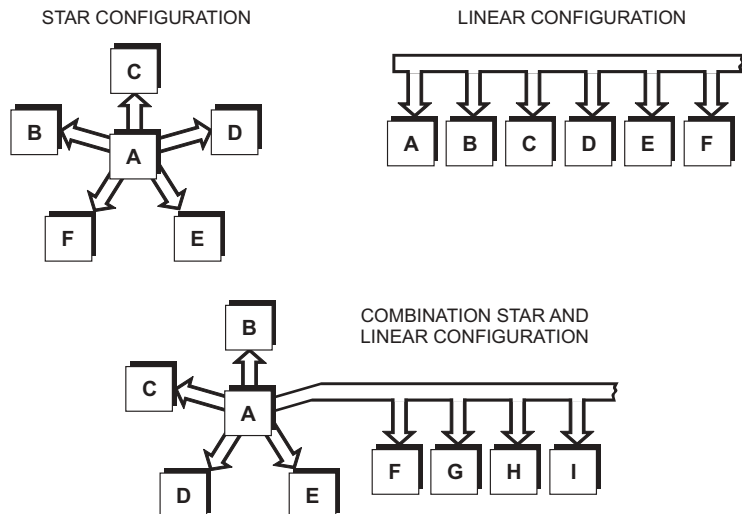 STAR CONFIGURATION
C
B
D
A
F
E
LINEAR CONFIGURATION
A B C D E F
COMBINATION STAR AND
LINEAR CONFIGURATION
B
C
A
D
E
F G H I